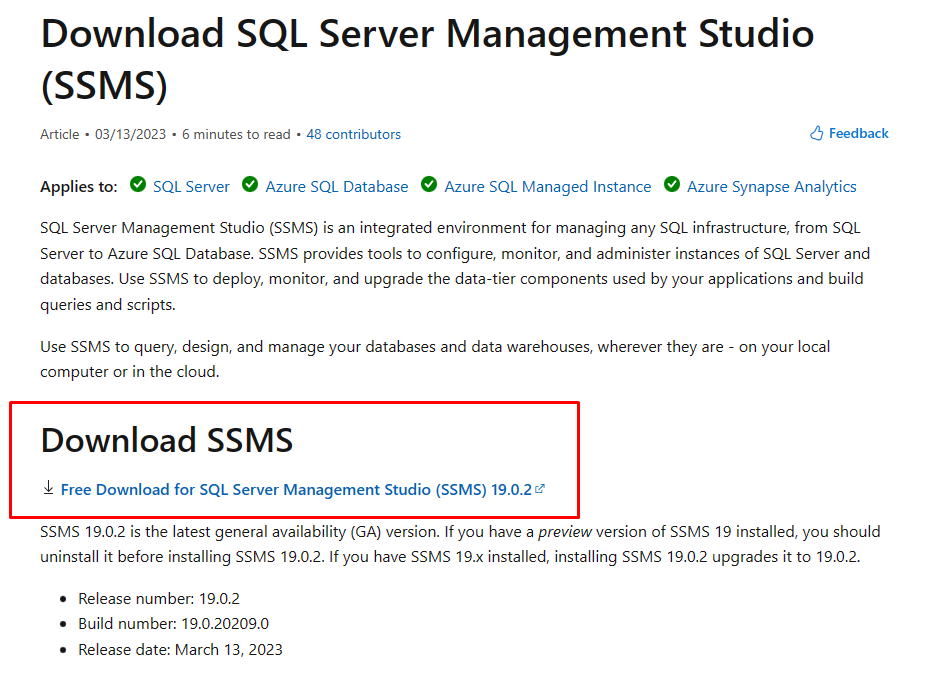 Download SQL Server Management Studio
(SSMS)
Article • 03/13/2023 • 6 minutes to read • 48 contributors
Feedback
Applies to: SQL Server Azure SQL Database Azure SQL Managed Instance Azure Synapse Analytics
SQL Server Management Studio (SSMS) is an integrated environment for managing any SQL infrastructure, from SQL
Server to Azure SQL Database. SSMS provides tools to configure, monitor, and administer instances of SQL Server and
databases. Use SSMS to deploy, monitor, and upgrade the data-tier components used by your applications and build
queries and scripts.
Use SSMS to query, design, and manage your databases and data warehouses, wherever they are - on your local
computer or in the cloud.
Download SSMS
Free Download for SQL Server Management Studio (SSMS) 19.0.2
SSMS 19.0.2 is the latest general availability (GA) version. If you have a preview version of SSMS 19 installed, you should
uninstall it before installing SSMS 19.0.2. If you have SSMS 19.x installed, installing SSMS 19.0.2 upgrades it to 19.0.2.
• Release number: 19.0.2
• Build number: 19.0.20209.0
• Release date: March 13, 2023